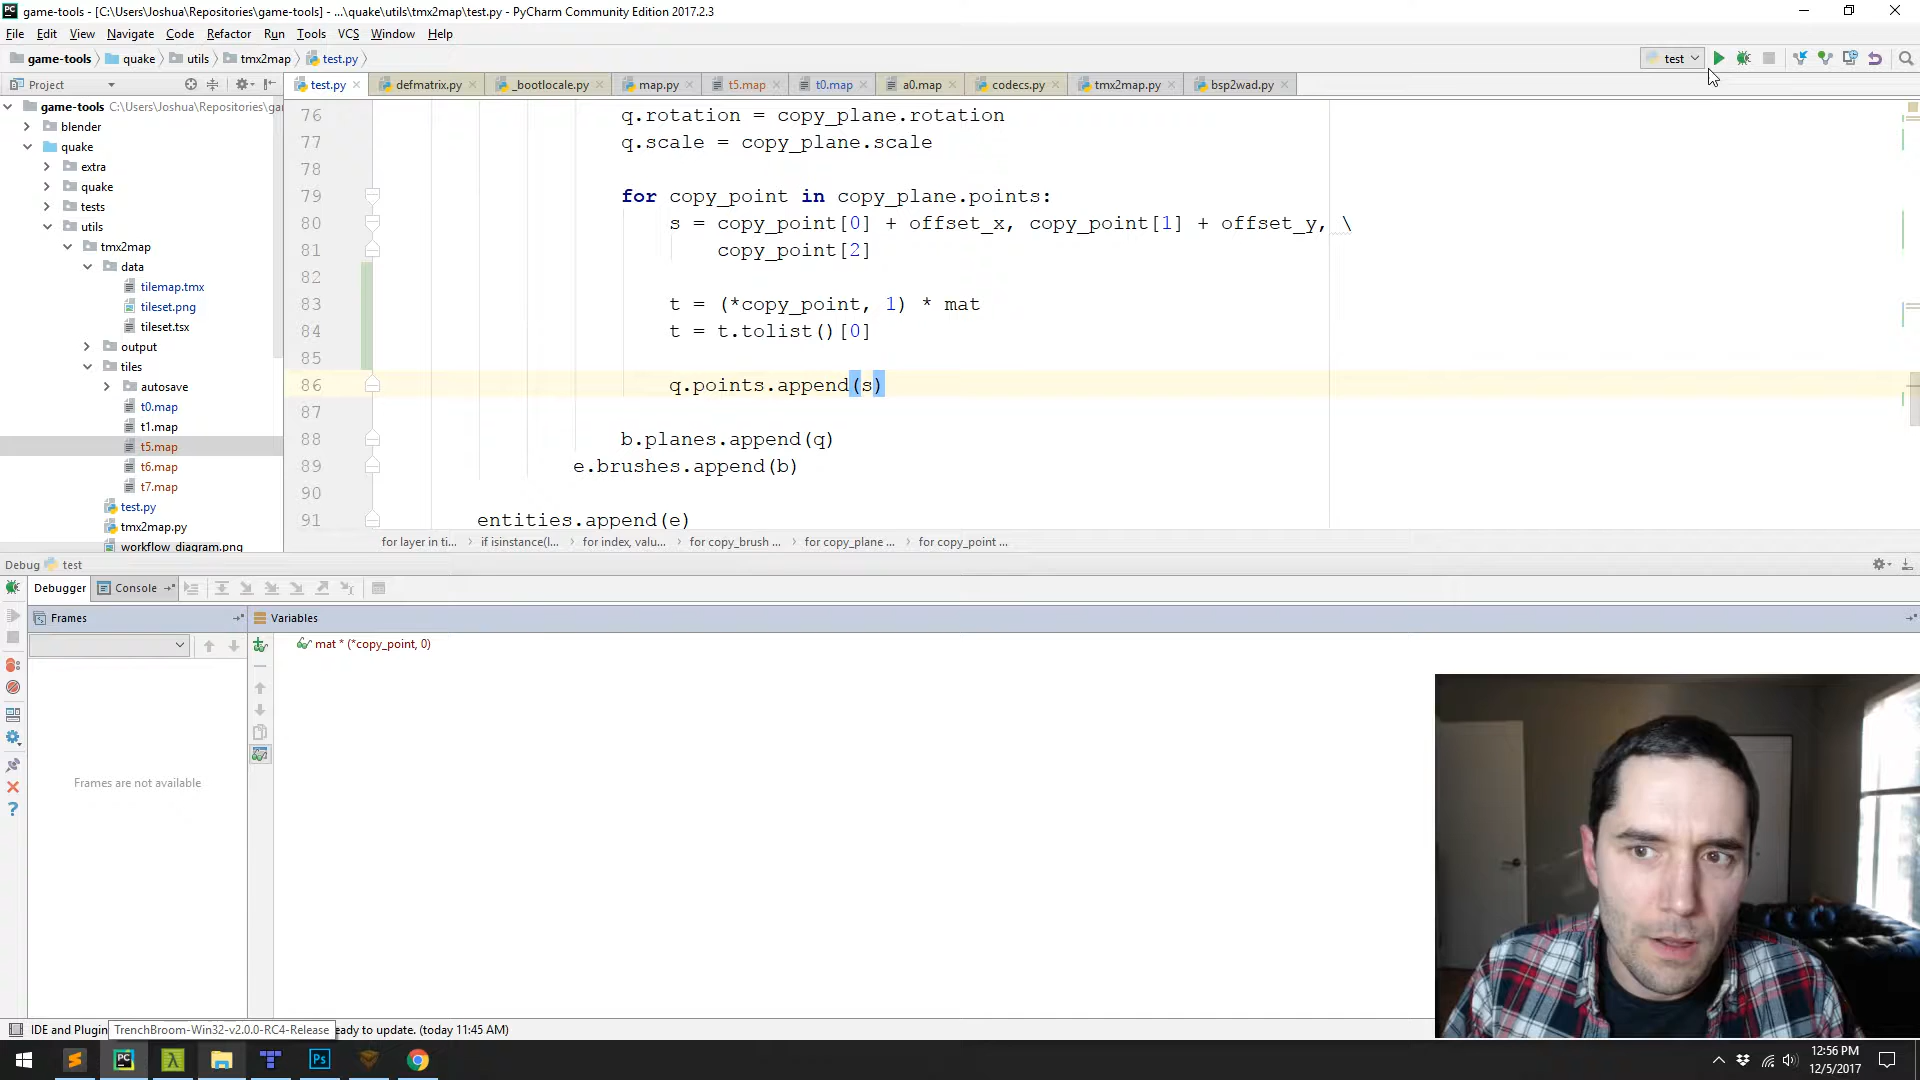 game-tools - [C:\Users\Joshua\Repositories\game-tools] - ...\quake\utils\tmx2map\test.py - PyCharm Community Edition 2017.2.3
File Edit View Navigate Code Refactor Run Tools VCS Window Help
game-tools quake utils tmx2map test.py test
Project test.py defmatrix.py _bootlocale.py map.py t5.map t0.map a0.map codecs.py tmx2map.py bsp2wad.py
game-tools C:\Users\Joshua\Repositories\ga
blender
quake
extra
quake
tests
utils
tmx2map
data
tilemap.tmx
tileset.png
tileset.tsx
output
tiles
autosave
t0.map
t1.map
t5.map
t6.map
t7.map
test.py
tmx2map.py
workflow_diagram.png
76 q.rotation = copy_plane.rotation
77 q.scale = copy_plane.scale
78
79 for copy_point in copy_plane.points:
80 s = copy_point[0] + offset_x, copy_point[1] + offset_y, \
81 copy_point[2]
82
83 t = (*copy_point, 1) * mat
84 t = t.tolist()[0]
85
86 q.points.append(s)
87
88 b.planes.append(q)
89 e.brushes.append(b)
90
91 entities.append(e)
for layer in ti... if isinstance(l... for index, valu... for copy_brush ... for copy_plane ... for copy_point ...
Debug test
Debugger Console
Frames Variables
mat * (*copy_point, 0)
Frames are not available
IDE and Plugin TrenchBroom-Win32-v2.0.0-RC4-Release eady to update. (today 11:45 AM)
12:56 PM
12/5/2017